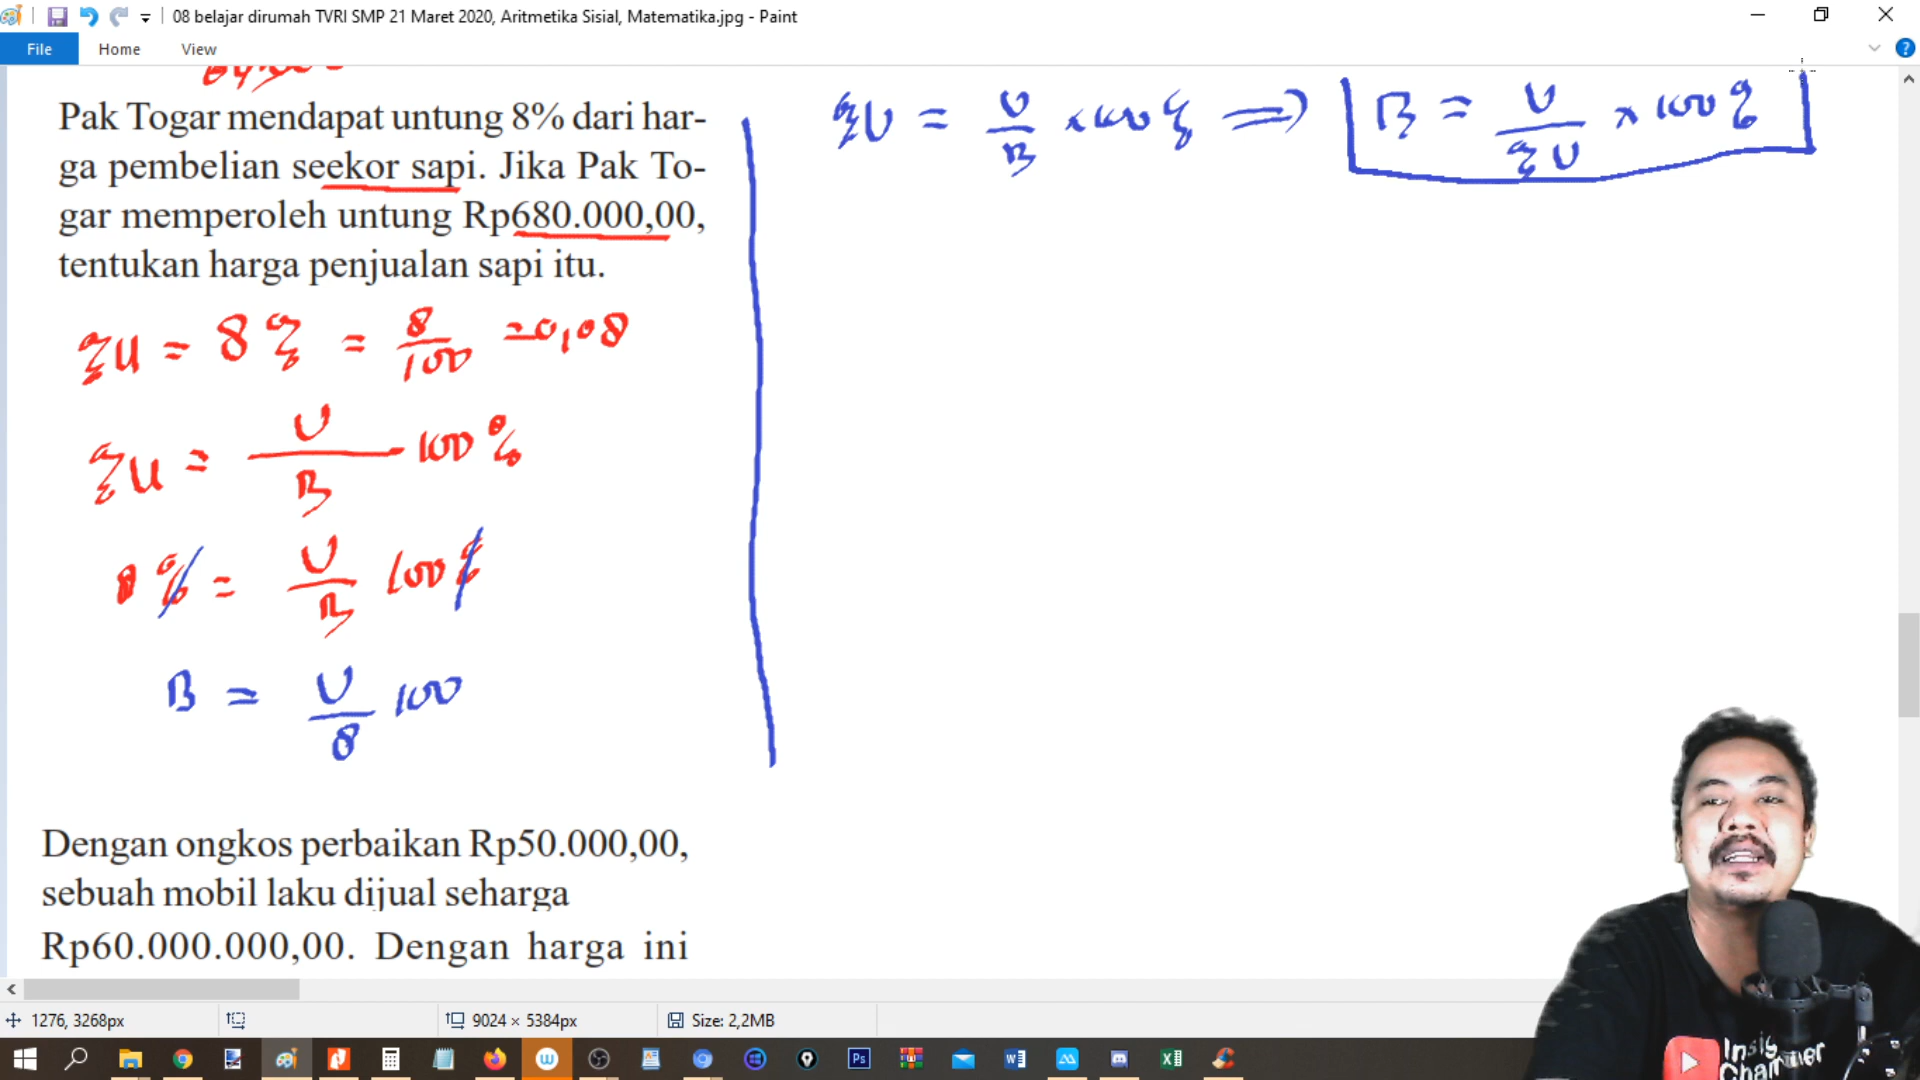 08 belajar dirumah TVRI SMP 21 Maret 2020, Aritmetika Sisial, Matematika.jpg - Paint
File Home View
Pak Togar mendapat untung 8% dari har-
ga pembelian seekor sapi. Jika Pak To-
gar memperoleh untung Rp680.000,00,
tentukan harga penjualan sapi itu.
%U = 8% = 8/100 = 0,08
%U = U/B 100%
8% = U/B 100%
B = U/8 100
%U = U/B × 100% ⇒ B = U/%U × 100%
Dengan ongkos perbaikan Rp50.000,00,
sebuah mobil laku dijual seharga
Rp60.000.000,00. Dengan harga ini
1276, 3268px
9024 × 5384px
Size: 2,2MB